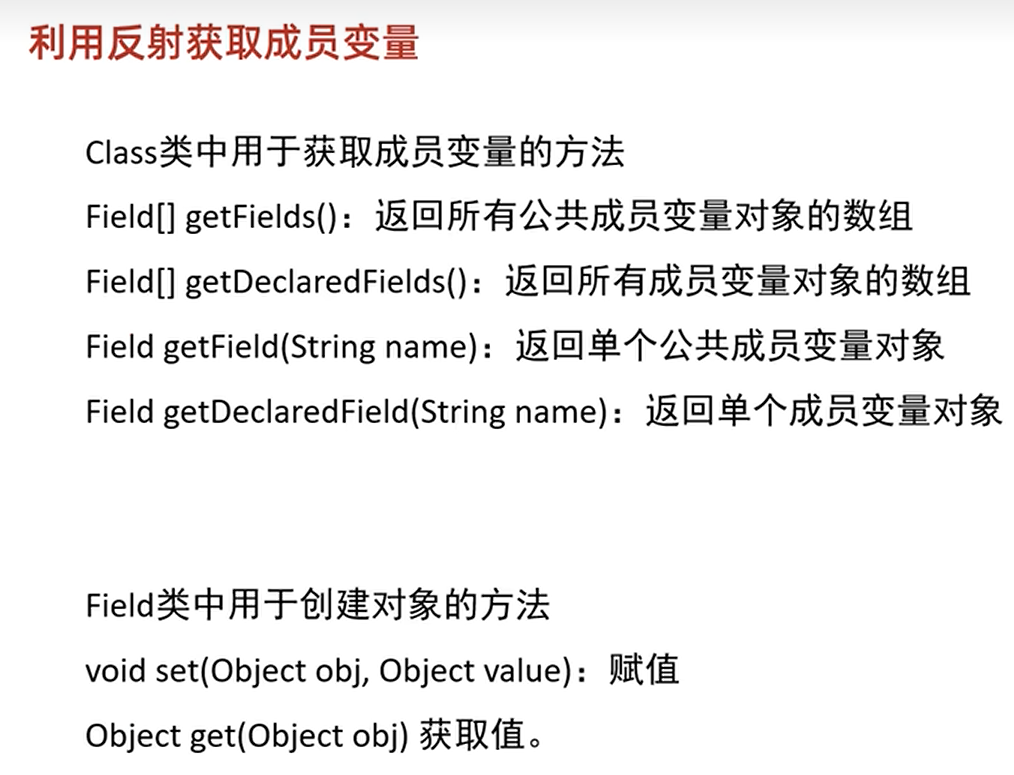 利用反射获取成员变量
Class类中用于获取成员变量的方法
Field[] getFields()：返回所有公共成员变量对象的数组
Field[] getDeclaredFields()：返回所有成员变量对象的数组
Field getField(String name)：返回单个公共成员变量对象
Field getDeclaredField(String name)：返回单个成员变量对象
Field类中用于创建对象的方法
void set(Object obj, Object value)：赋值
Object get(Object obj) 获取值。